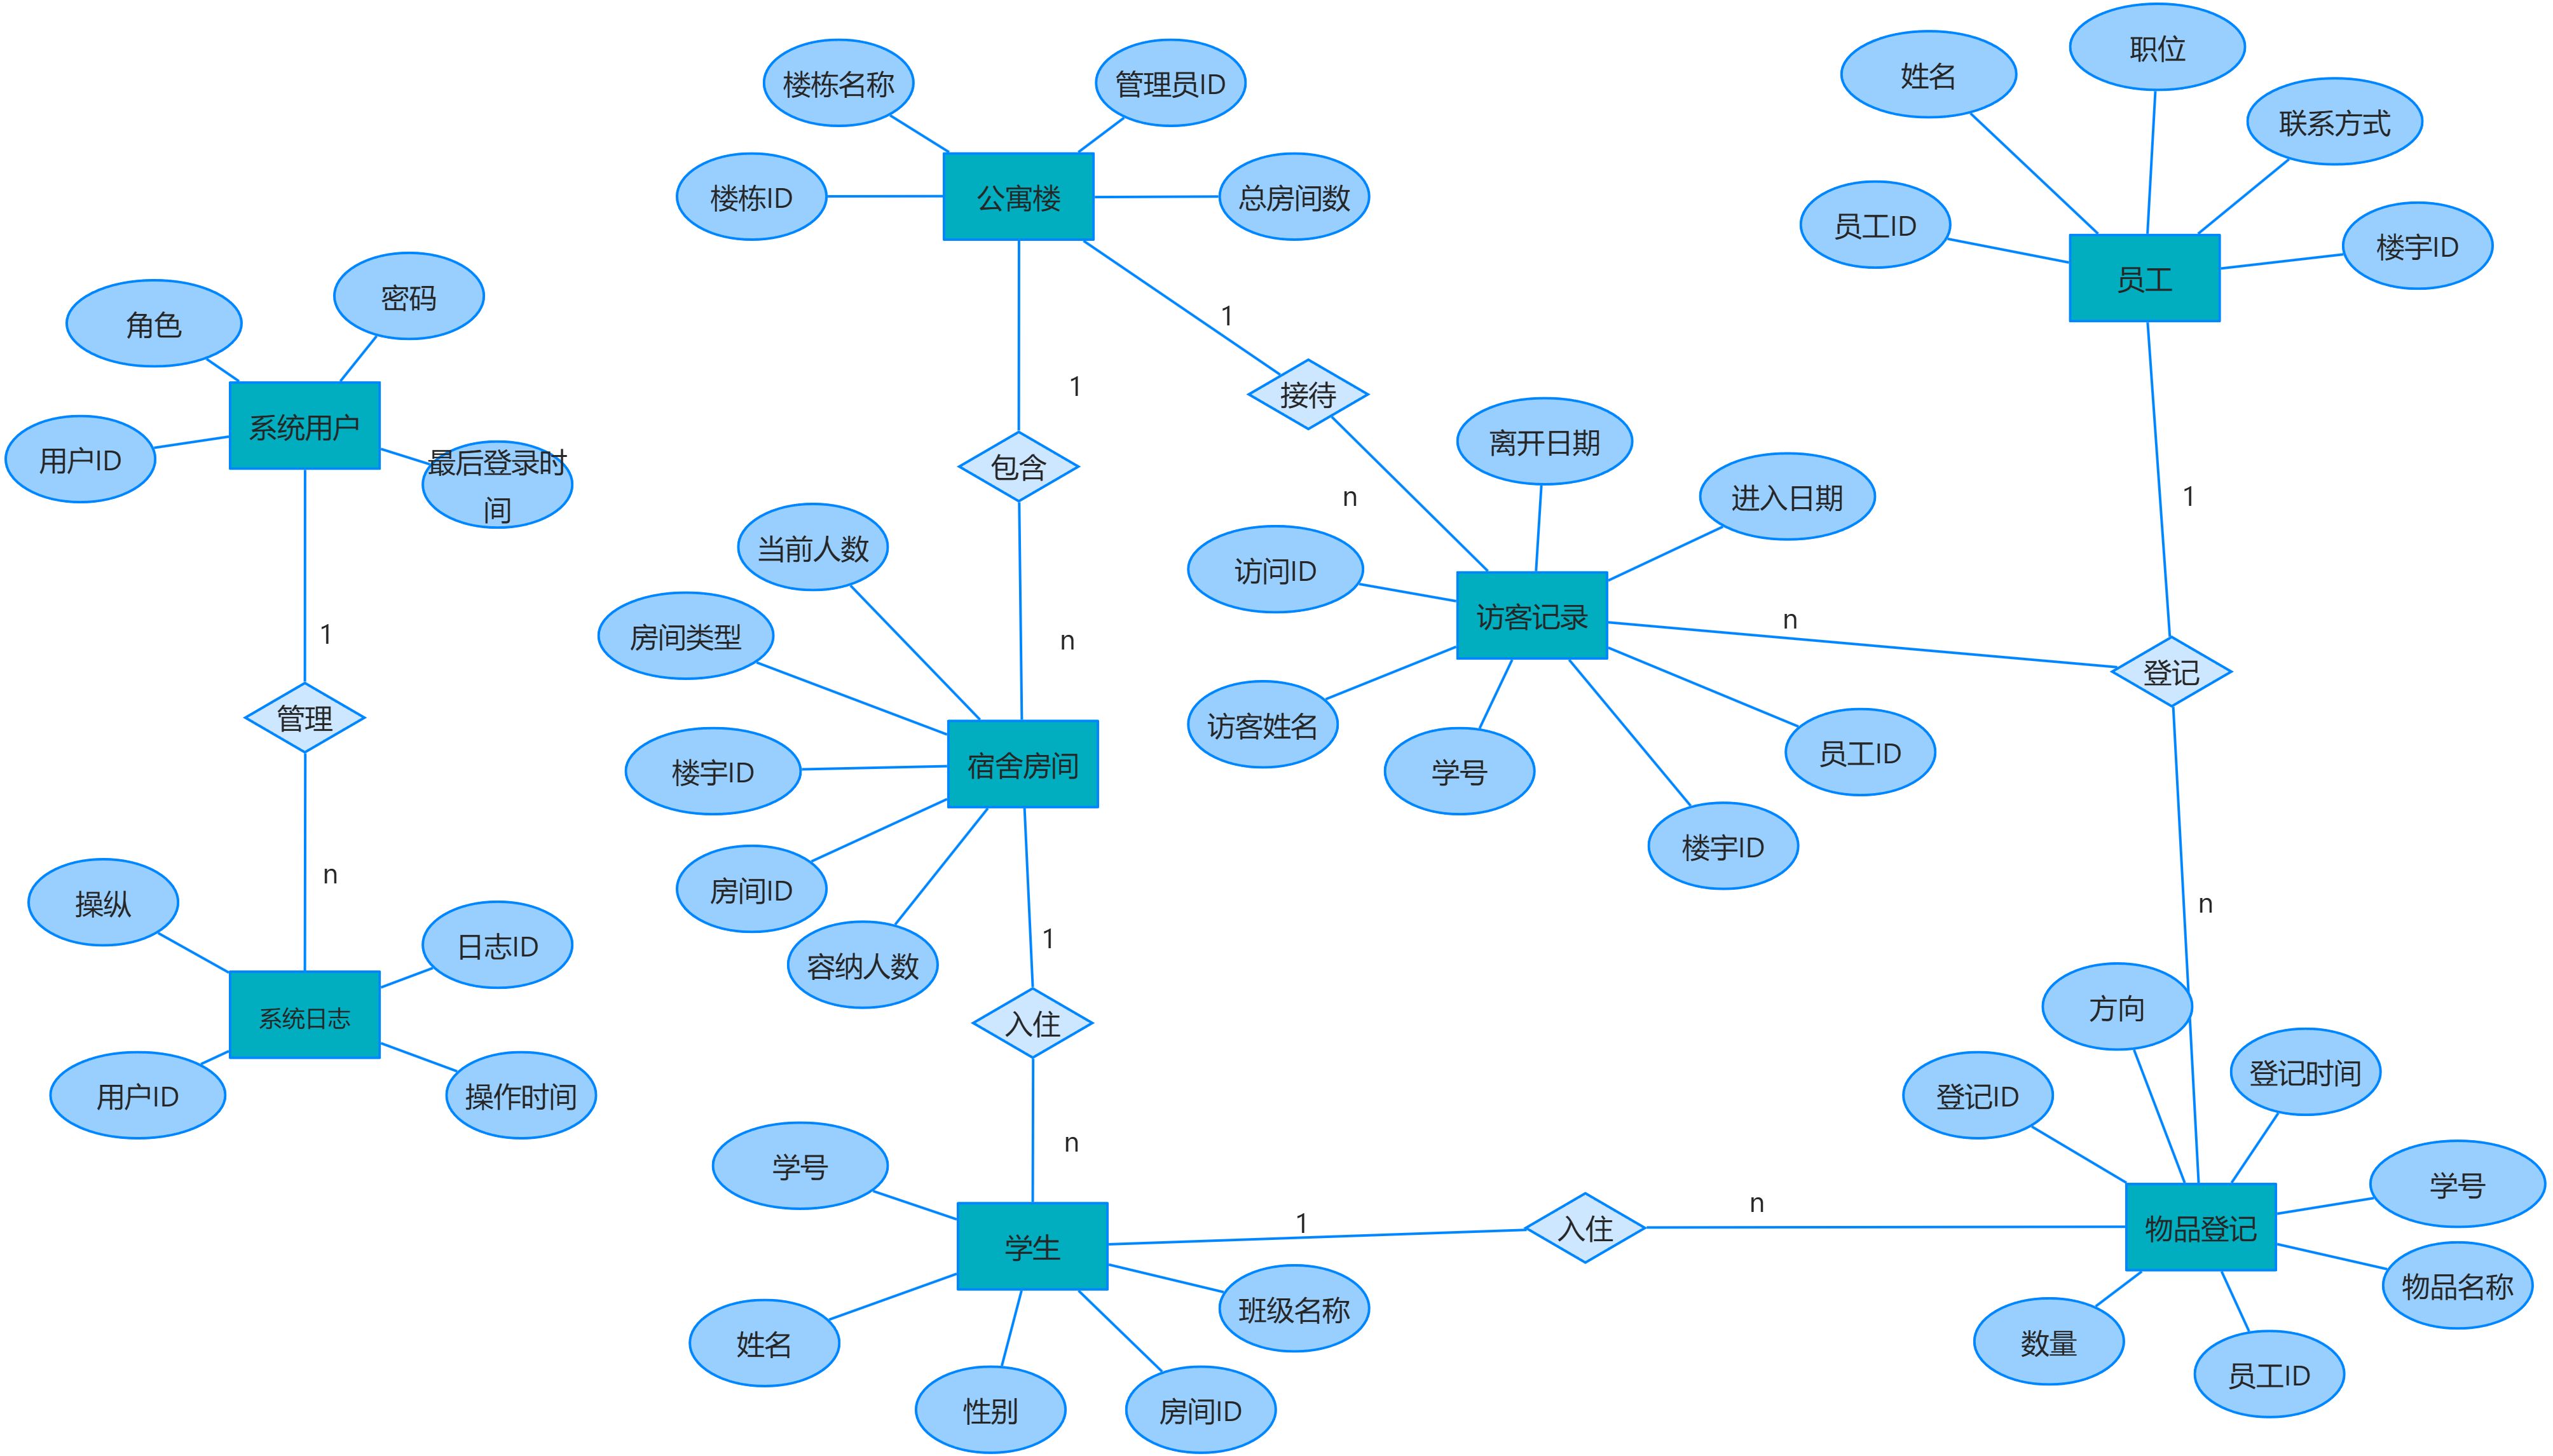 职位
姓名
楼栋名称
管理员ID
联系方式
楼栋ID
公寓楼
总房间数
员工ID
楼宇ID
员工
密码
角色
1
1
接待
系统用户
离开日期
用户ID
最后登录时
间
包含
n
进入日期
1
当前人数
访问ID
访客记录
n
1
房间类型
n
登记
管理
访客姓名
员工ID
楼宇ID
宿舍房间
学号
楼宇ID
n
房间ID
操纵
n
1
日志ID
容纳人数
方向
系统日志
入住
登记时间
用户ID
操作时间
登记ID
n
学号
学号
n
1
学生
入住
物品登记
物品名称
班级名称
姓名
数量
员工ID
性别
房间ID